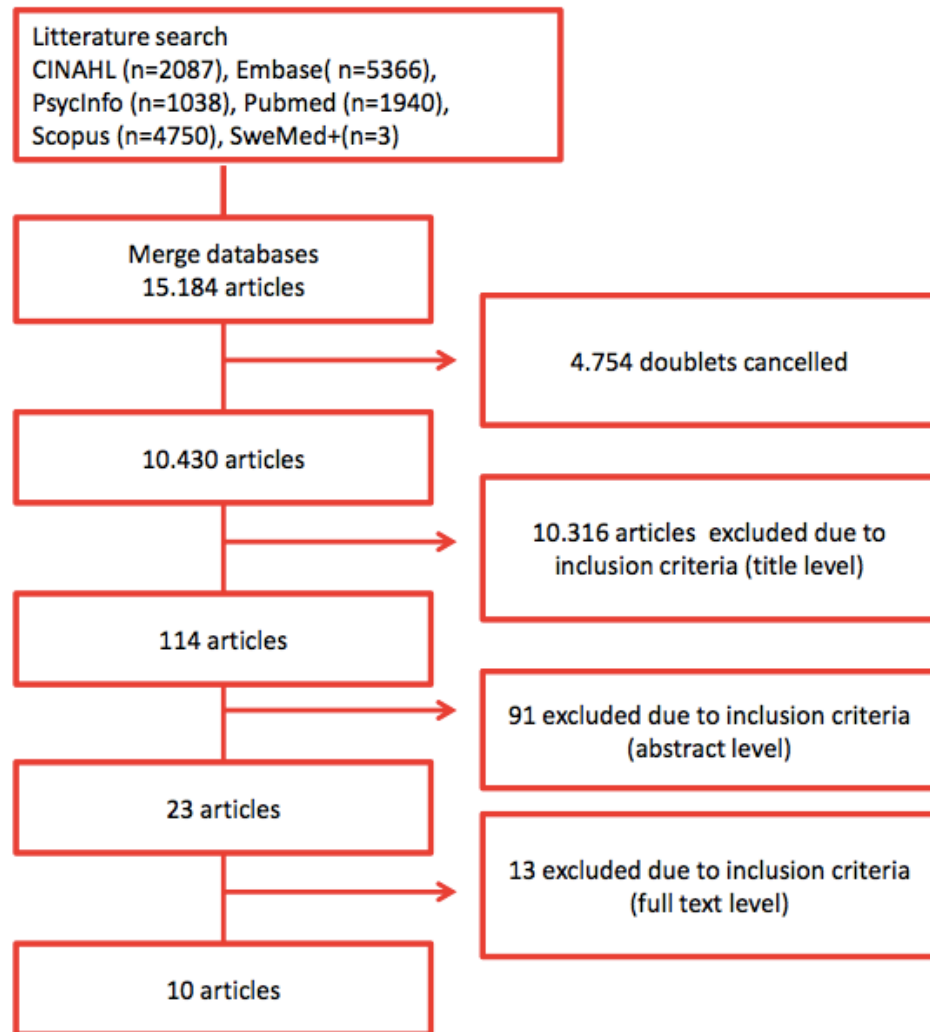 Litterature search
CINAHL (n=2087), Embase( n=5366),
PsycInfo (n=1038), Pubmed (n=1940),
Scopus (n=4750), SweMed+(n=3)
Merge databases
15.184 articles
4.754 doublets cancelled
10.430 articles
10.316 articles  excluded due to
inclusion criteria (title level)
114 articles
91 excluded due to inclusion criteria
(abstract level)
23 articles
13 excluded due to inclusion criteria
(full text level)
10 articles